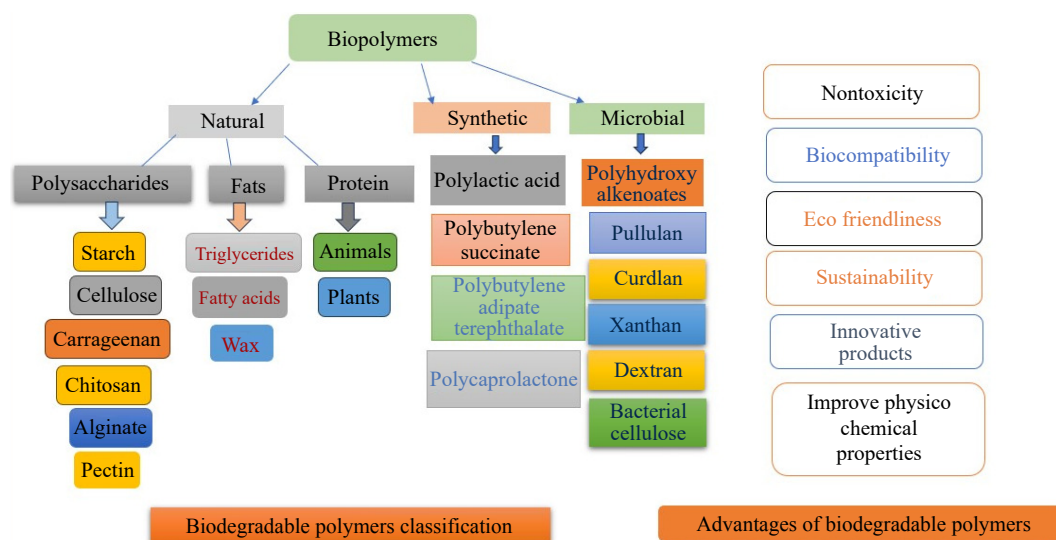 Biopolymers
Natural
Synthetic
Microbial
Polysaccharides
Fats
Protein
Starch
Cellulose
Carrageenan
Chitosan
Alginate
Pectin
Triglycerides
Fatty acids
Wax
Animals
Plants
Polylactic acid
Polybutylene
succinate
Polybutylene
adipate
terephthalate
Polycaprolactone
Polyhydroxy
alkenoates
Pullulan
Curdlan
Xanthan
Dextran
Bacterial
cellulose
Nontoxicity
Biocompatibility
Eco friendliness
Sustainability
Innovative
products
Improve physico
chemical
properties
Biodegradable polymers classification
Advantages of biodegradable polymers